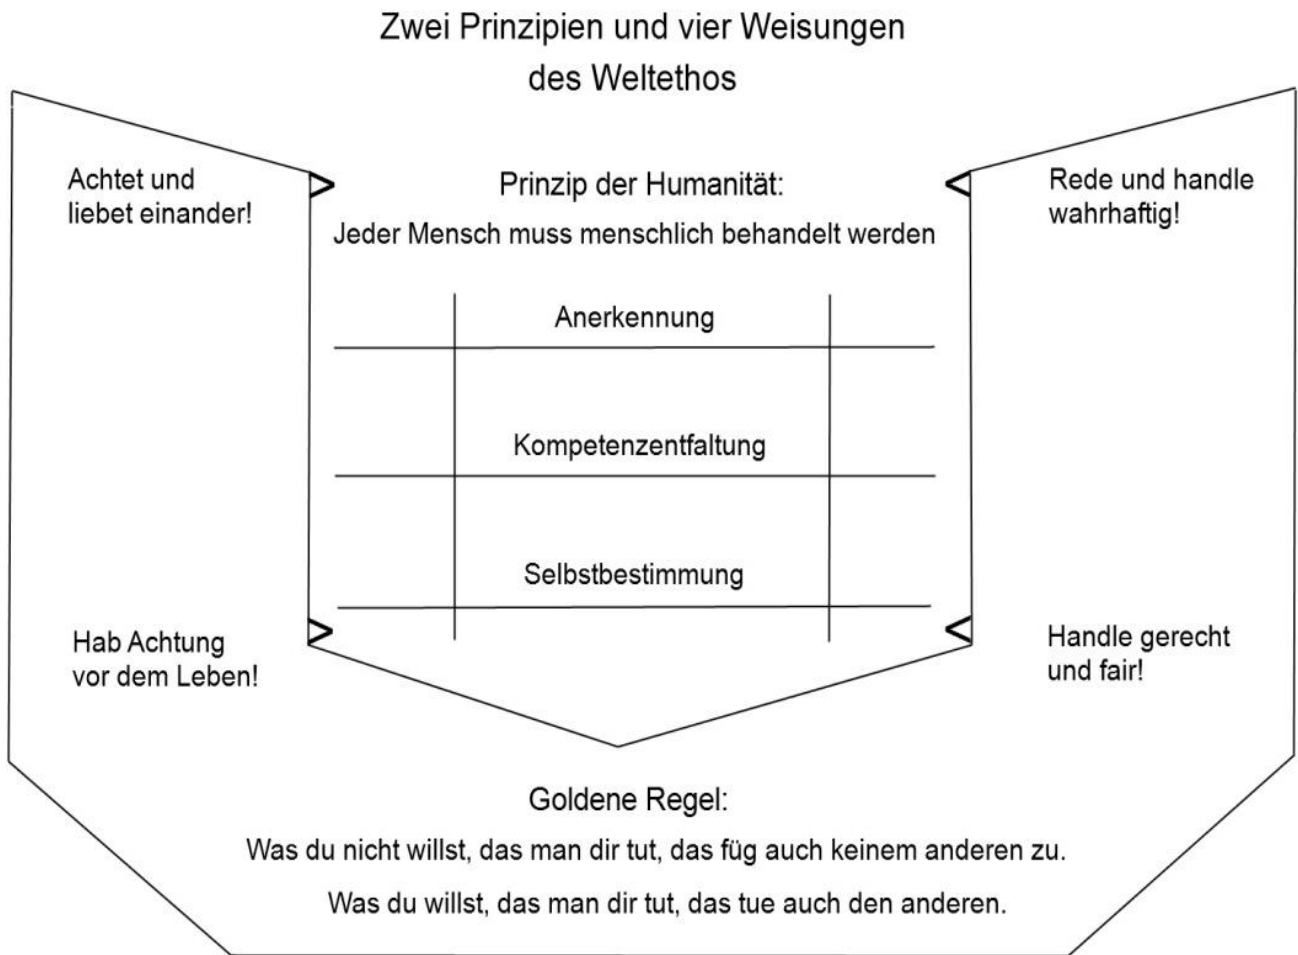 Zwei Prinzipien und vier Weisungen
des Weltethos
Achtet und
liebet einander!
Prinzip der Humanität:
Jeder Mensch muss menschlich behandelt werden
Rede und handle
wahrhaftig!
Anerkennung
Kompetenzentfaltung
Selbstbestimmung
Hab Achtung
vor dem Leben!
Handle gerecht
und fair!
Goldene Regel:
Was du nicht willst, das man dir tut, das füg auch keinem anderen zu.
Was du willst, das man dir tut, das tue auch den anderen.